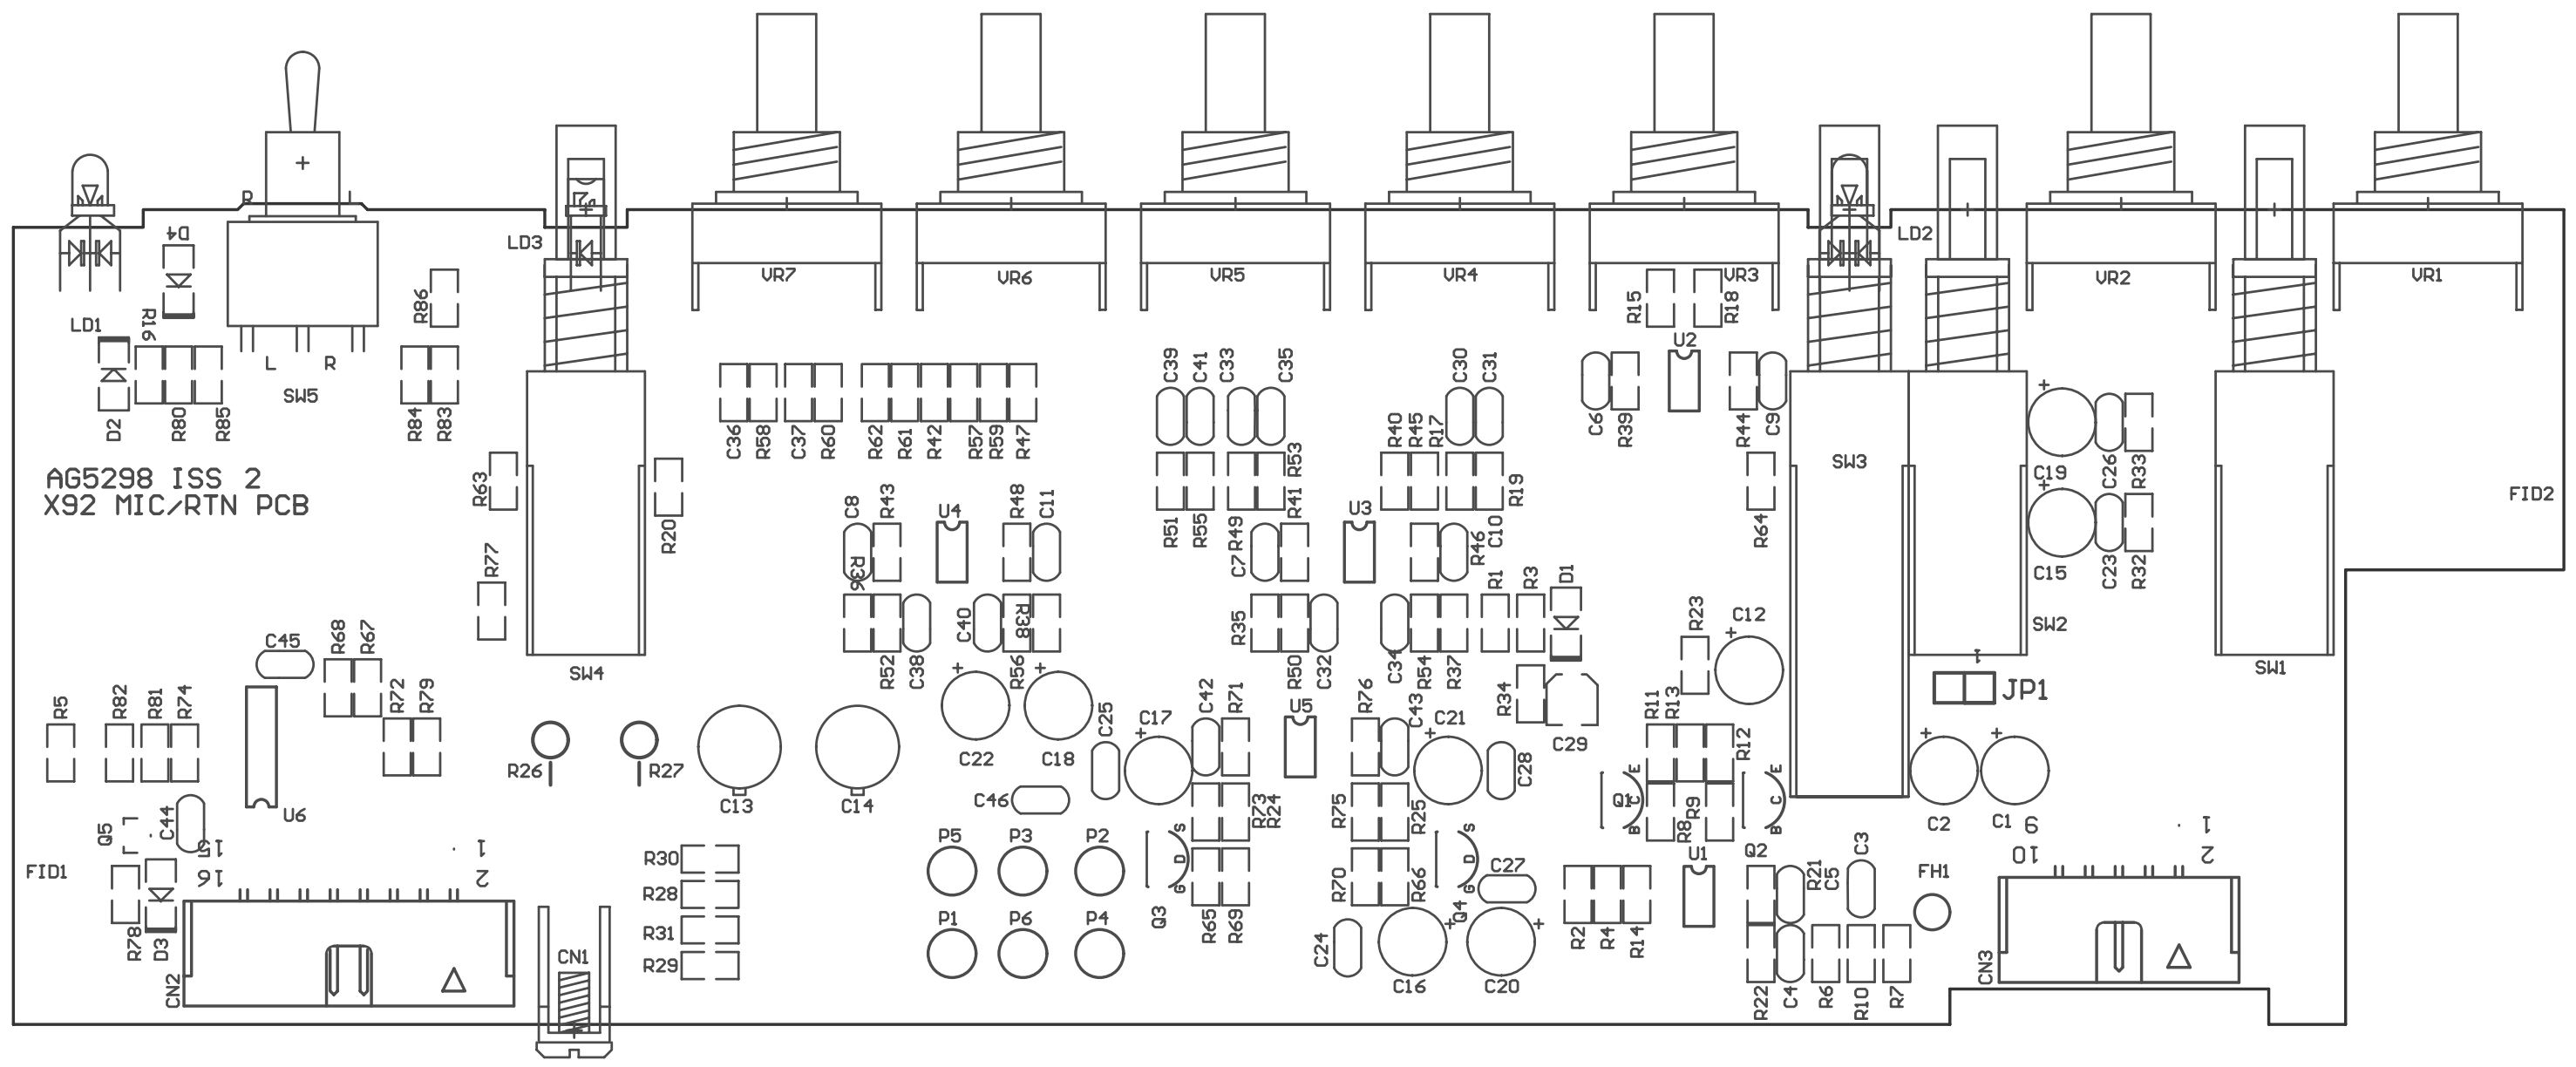 D4
R
L
LD3
LD2
VR7
VR6
VR5
VR4
VR3
VR2
VR1
R86
R15
R18
LD1
R16
U2
L
R
SW5
C39
C41
C33
C35
C30
C31
D2
R80
R85
R84
R83
C36
R58
C37
R60
R62
R61
R42
R57
R59
R47
R40
R45
R17
C6
R39
R44
C9
AG5298 ISS 2
X92 MIC/RTN PCB
R63
R20
R53
SW3
C19
C26
R33
FID2
C8
R43
U4
R48
C11
R51
R55
R49
R41
U3
R19
C10
R64
R77
R36
C7
R46
R1
R3
D1
C15
C23
R32
C45
R68
R67
C40
R38
R35
R23
C12
SW2
SW4
R52
C38
R56
R50
C32
C34
R54
R37
1
SW1
R5
R82
R81
R74
R72
R79
C42
R71
U5
R76
C43
R34
R11
R13
JP1
C25
C17
C21
C22
C18
C28
C29
R12
R26
R27
C13
C14
C46
U6
C44
Q5
R73
R24
R75
R25
E
Q1
C
B
R8
R9
E
C
B
C2
C1
9
1
15
1
P5
P3
P2
S
D
G
S
D
G
R30
U1
Q2
C3
10
2
FID1
16
2
R28
R70
R66
C27
R21
C5
FH1
P1
P6
P4
Q3
R65
R69
Q4
R78
D3
CN2
CN1
R31
R29
C24
C16
C20
R2
R4
R14
R22
C4
R6
R10
R7
CN3